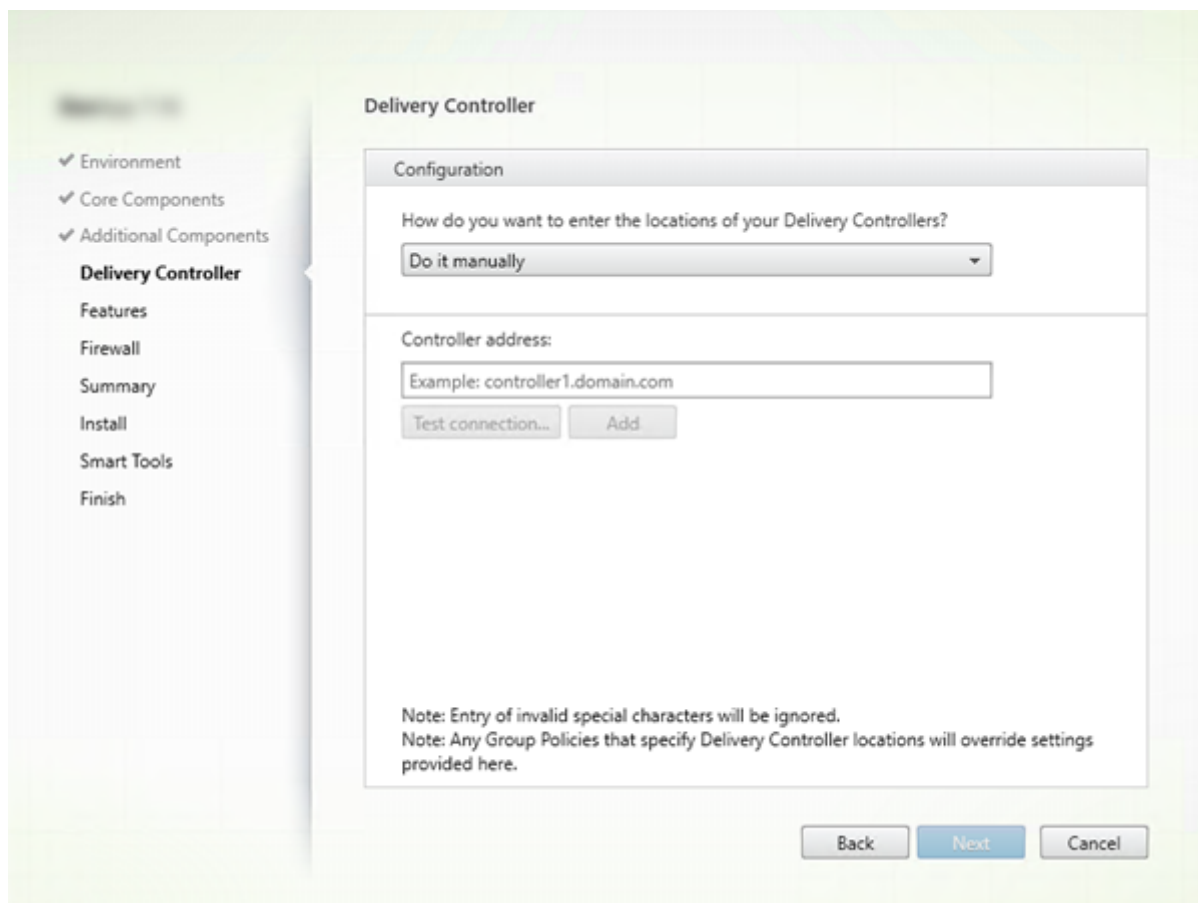 Delivery Controller
Environment
Core Components
Additional Components
Delivery Controller
Features
Firewall
Summary
Install
Smart Tools
Finish
Configuration
How do you want to enter the locations of your Delivery Controllers?
Do it manually
Controller address:
Example: controller1.domain.com
Test connection...
Add
Note: Entry of invalid special characters will be ignored.
Note: Any Group Policies that specify Delivery Controller locations will override settings
provided here.
Back
Next
Cancel